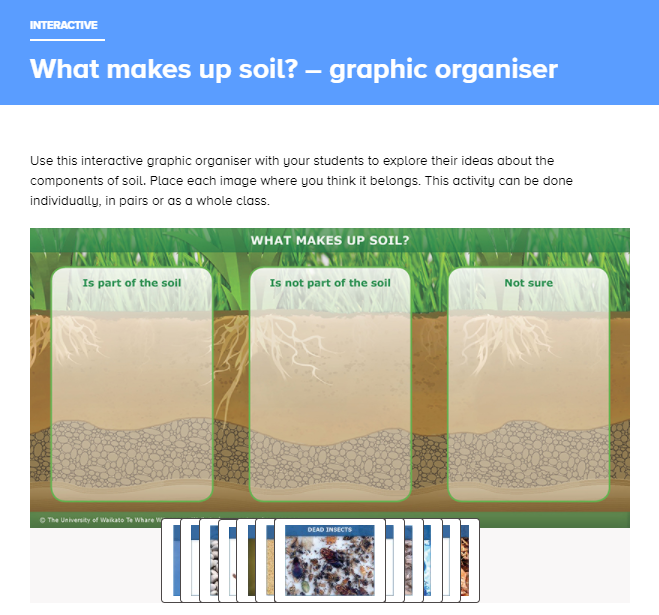 INTERACTIVE
What makes up soil? – graphic organiser
Use this interactive graphic organiser with your students to explore their ideas about the
components of soil. Place each image where you think it belongs. This activity can be done
individually, in pairs or as a whole class.
WHAT MAKES UP SOIL?
Is part of the soil
Is not part of the soil
Not sure
© The University of Waikato Te Whare W
DEAD INSECTS